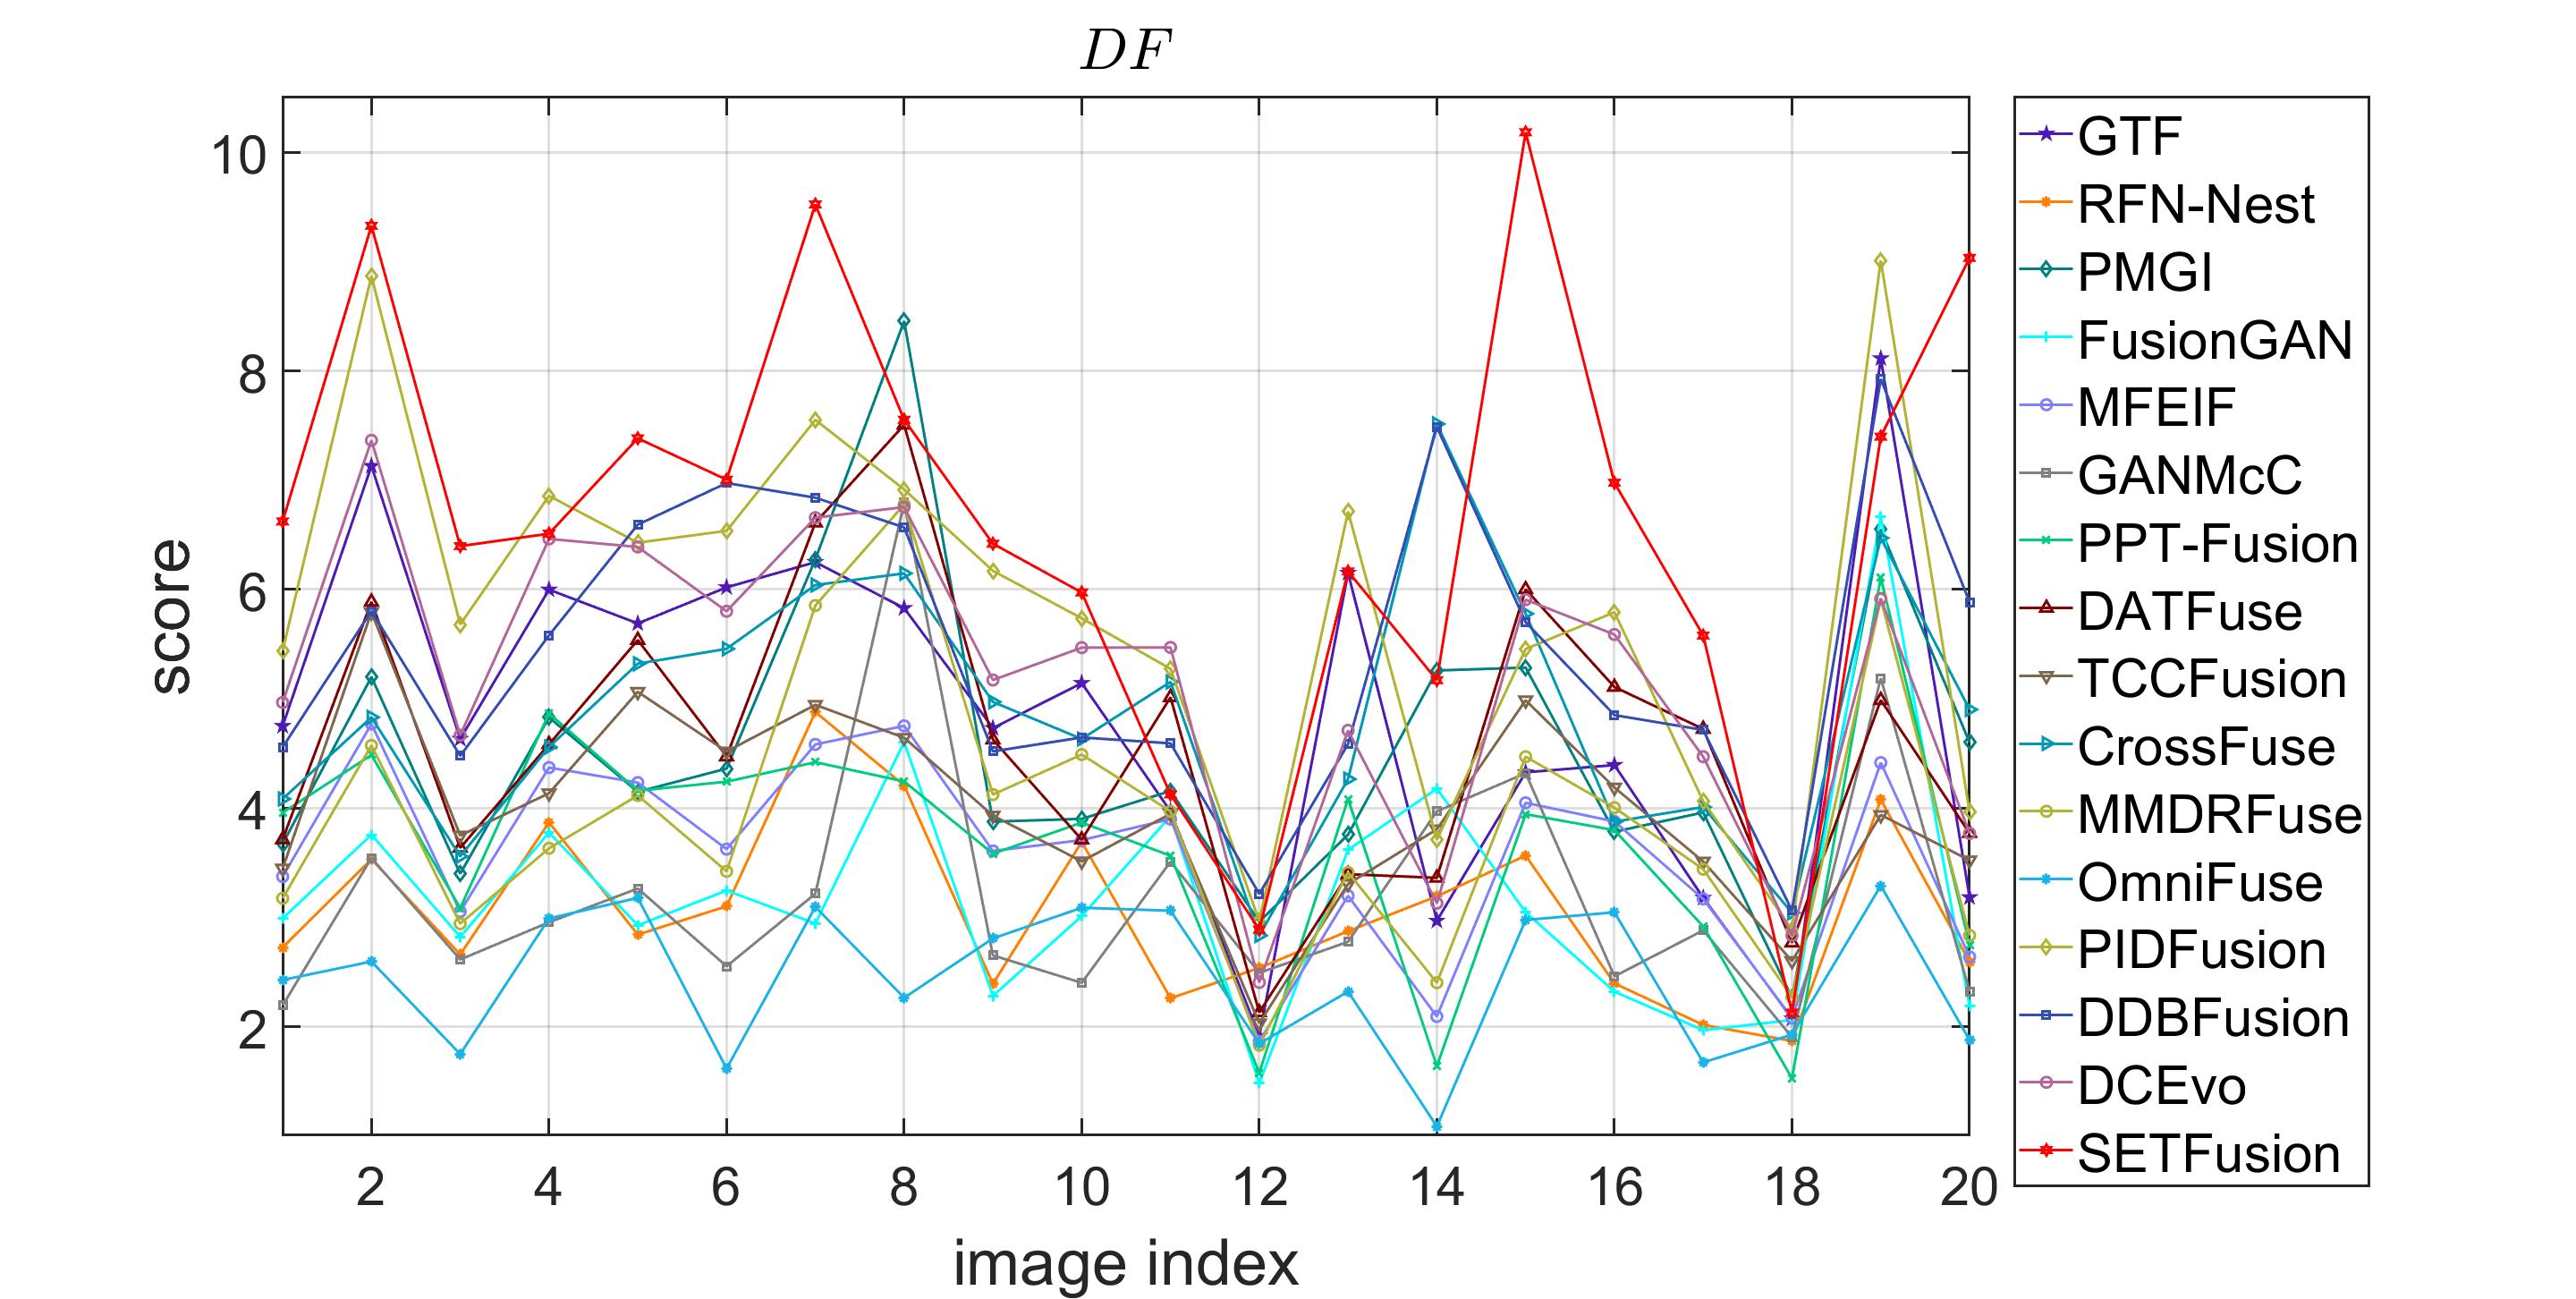 DF
10
8
6
4
2
score
2 4 6 8 10 12 14 16 18 20
image index
GTF
RFN-Nest
PMGI
FusionGAN
MFEIF
GANMcC
PPT-Fusion
DATFuse
TCCFusion
CrossFuse
MMDRFuse
OmniFuse
PIDFusion
DDBFusion
DCEvo
SETFusion